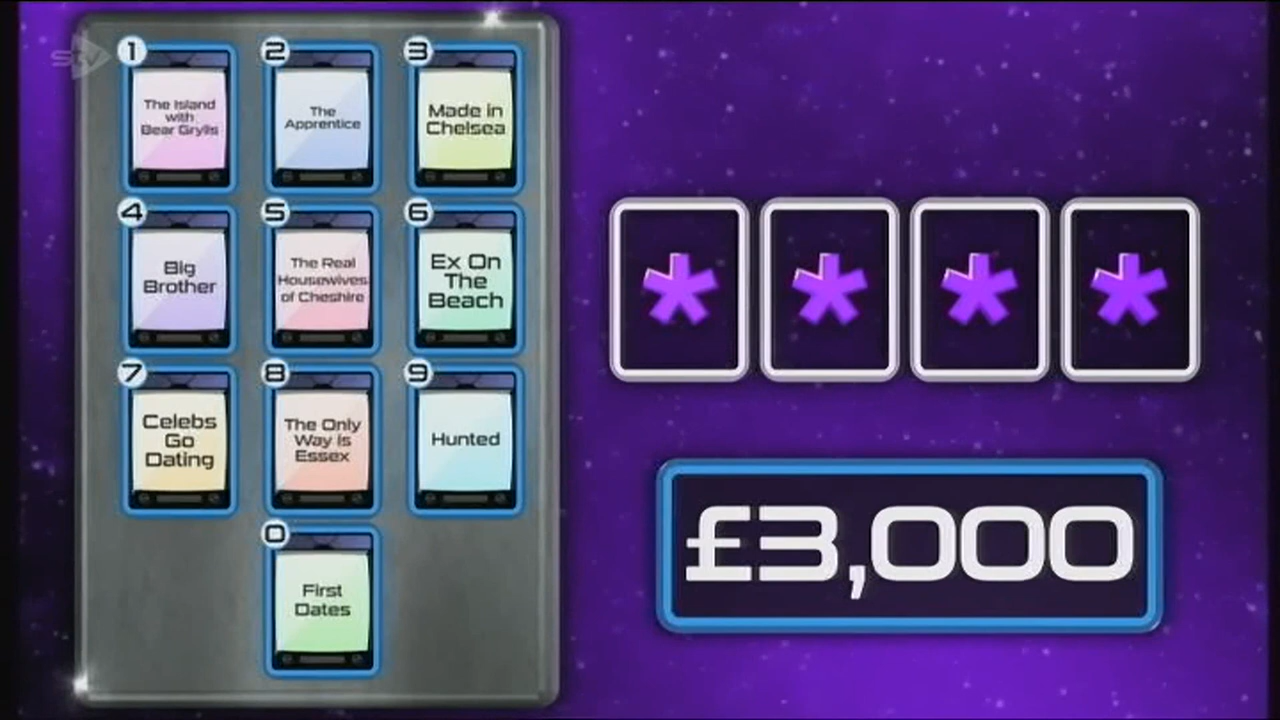 STV
1
2
3
The Island
with
Bear Grylls
The
Apprentice
Made in
Chelsea
4
5
6
Big
Brother
The Real
Housewives
of Cheshire
Ex On
The
Beach
7
8
9
Celebs
Go
Dating
The Only
Way is
Essex
Hunted
0
First
Dates
* * * *
£3,000